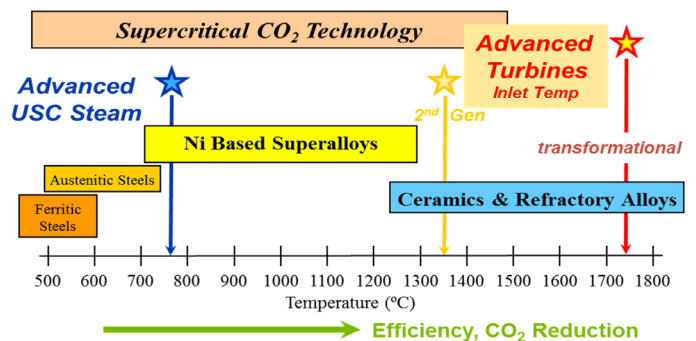 Supercritical CO₂ Technology
Advanced
Turbines
Inlet Temp
Advanced
USC Steam
2nd Gen
Ni Based Superalloys
transformational
Austenitic Steels
Ceramics & Refractory Alloys
Ferritic
Steels
500 600 700 800 900 1000 1100 1200 1300 1400 1500 1600 1700 1800
Temperature (ºC)
Efficiency, CO₂ Reduction